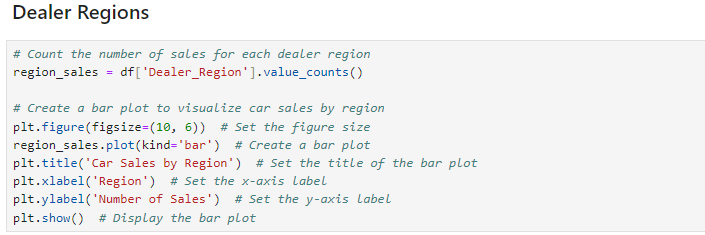 Dealer Regions
# Count the number of sales for each dealer region
region_sales = df['Dealer_Region'].value_counts()
# Create a bar plot to visualize car sales by region
plt.figure(figsize=(10, 6))  # Set the figure size
region_sales.plot(kind='bar')  # Create a bar plot
plt.title('Car Sales by Region')  # Set the title of the bar plot
plt.xlabel('Region')  # Set the x-axis label
plt.ylabel('Number of Sales')  # Set the y-axis label
plt.show()  # Display the bar plot